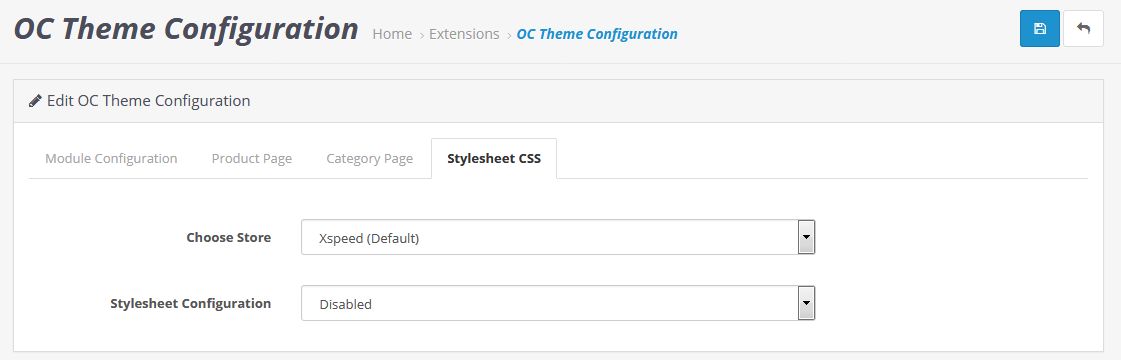 OC Theme Configuration Home › Extensions › OC Theme Configuration
Edit OC Theme Configuration
Module Configuration Product Page Category Page Stylesheet CSS
Choose Store Xspeed (Default)
Stylesheet Configuration Disabled